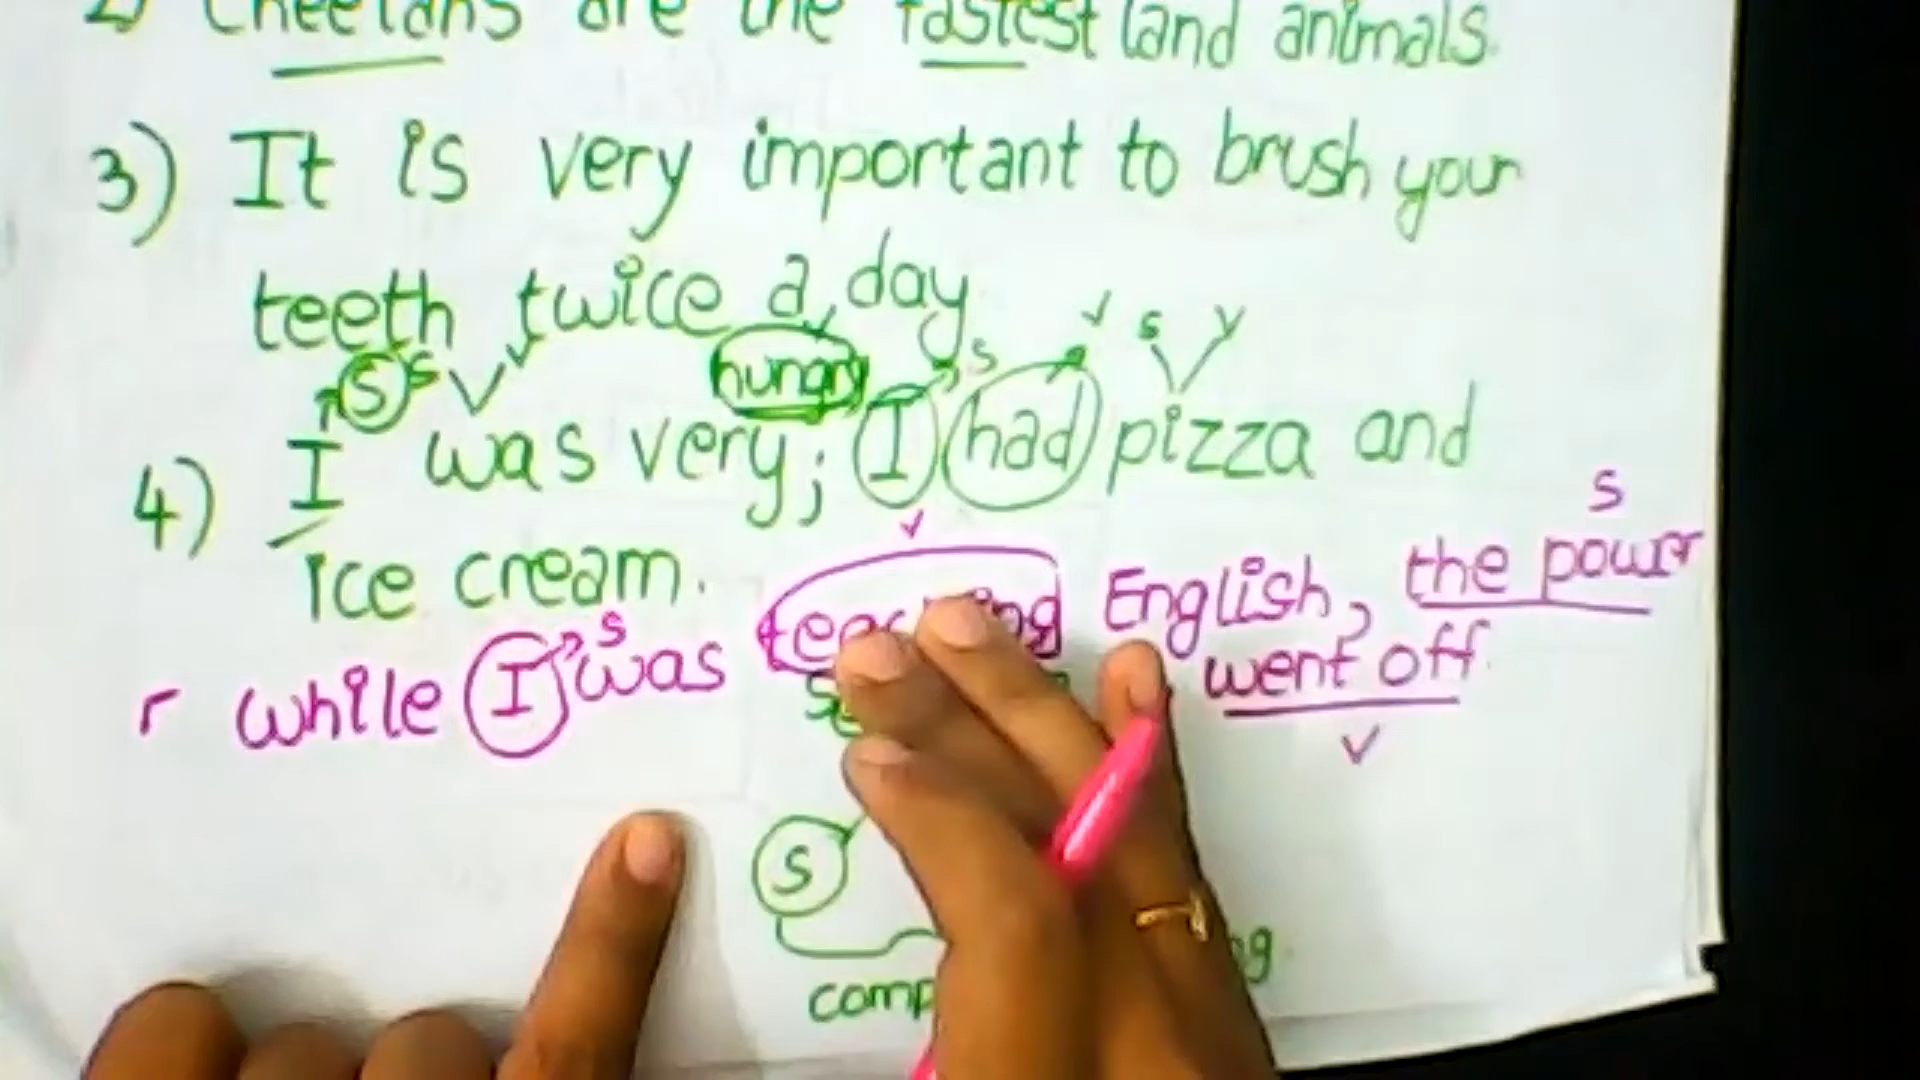 2) Cheetahs are the fastest land animals.
3) It is very important to brush your
teeth twice a day
S S V hungry S V S V
4) I was very; I had pizza and
ice cream.
S V S
while I was English, the power
went off.
V
S